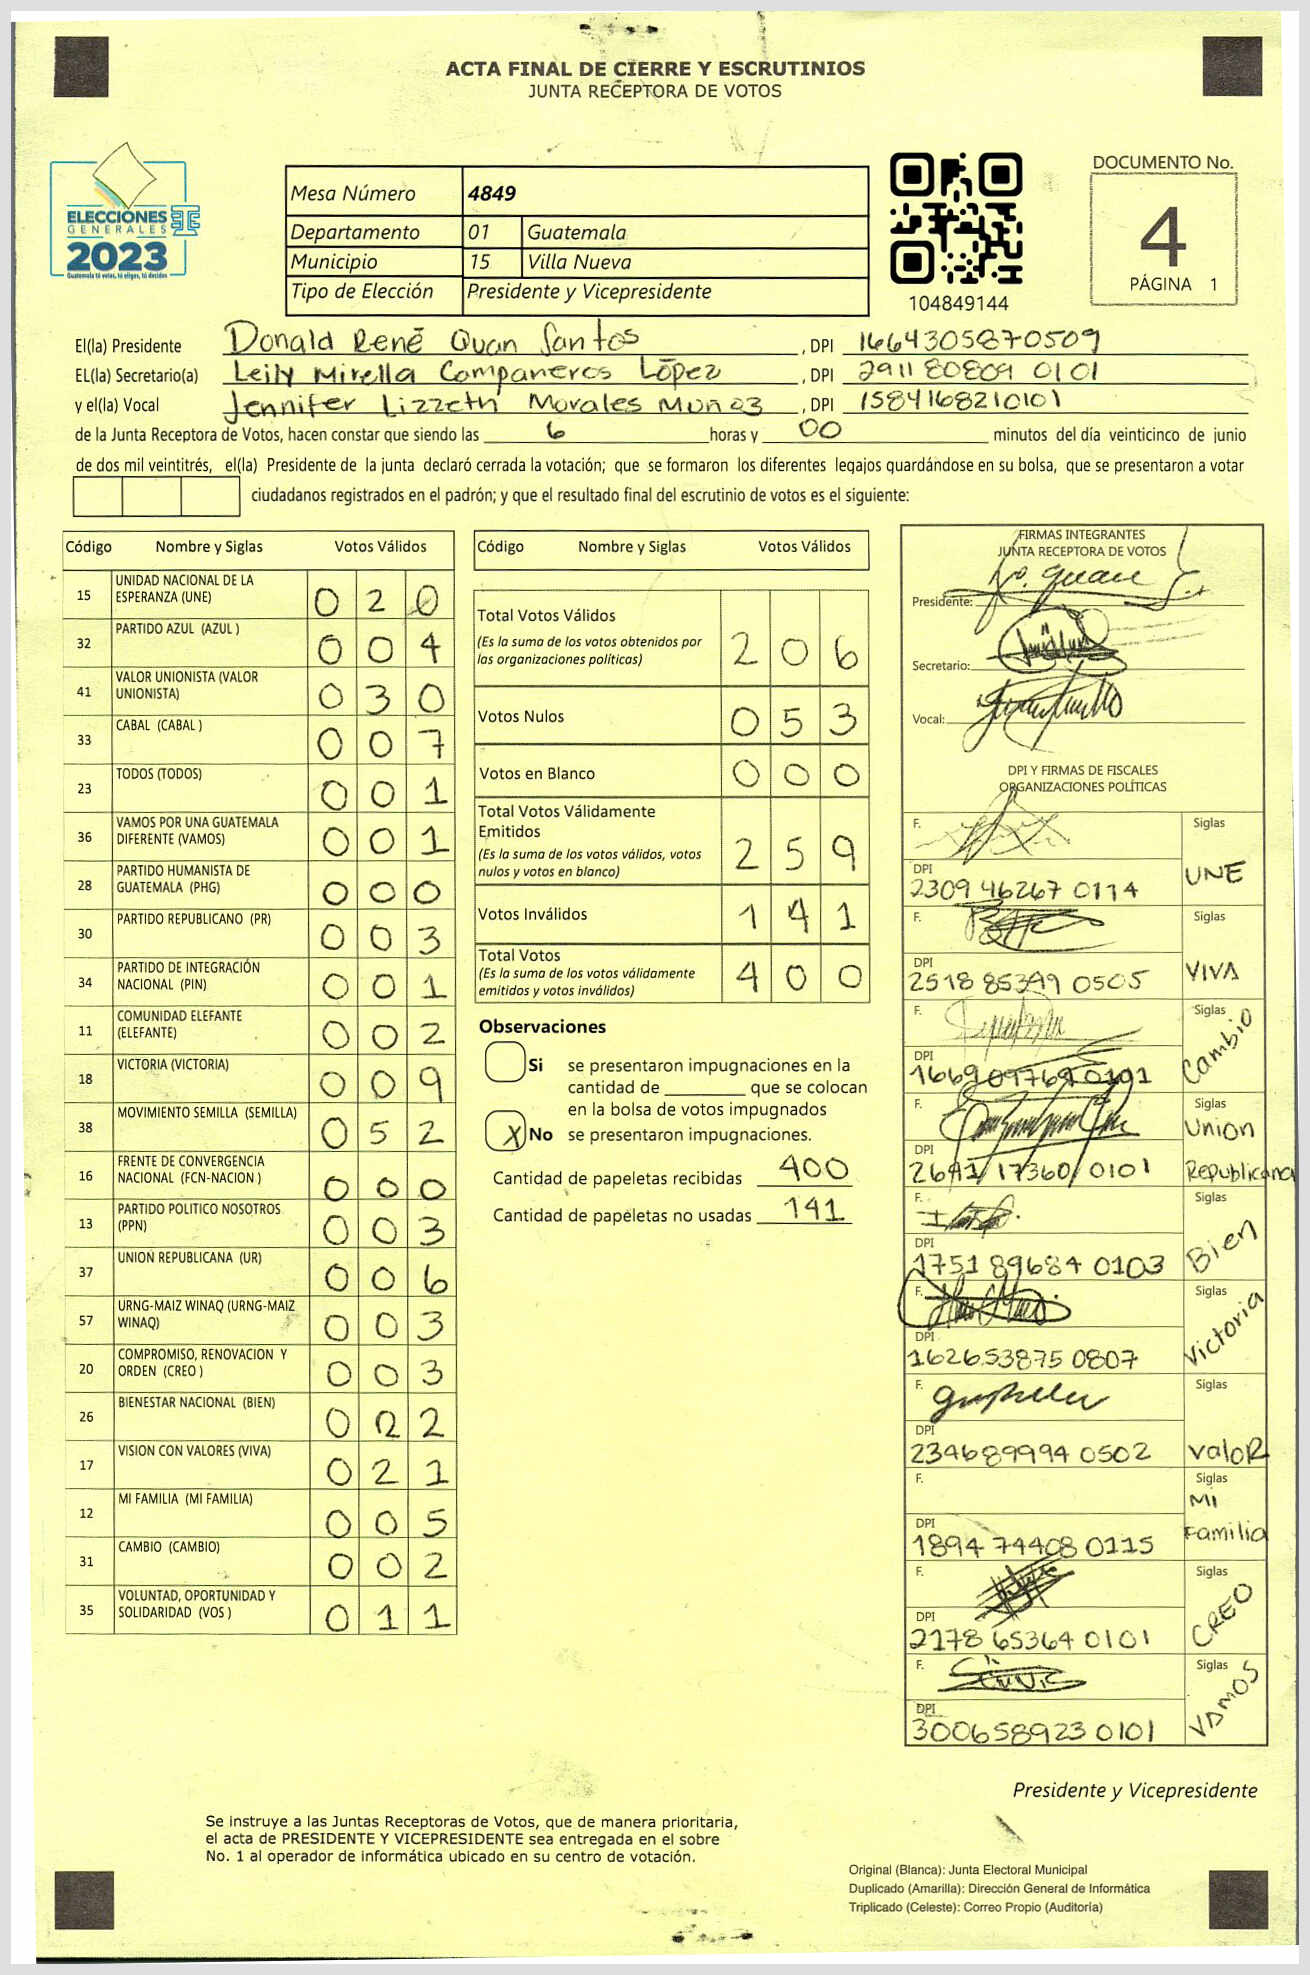 ACTA FINAL DE CIERRE Y ESCRUTINIOS
JUNTA RECEPTORA DE VOTOS
ELECCIONES
GENERALES
2023
Guatemala tú votas, tú eliges, tú decides
Mesa Número 4849
Departamento 01 Guatemala
Municipio 15 Villa Nueva
Tipo de Elección Presidente y Vicepresidente
104849144
DOCUMENTO No.
4
PÁGINA 1
El(la) Presidente Donald René Quan Santos, DPI 1664305870509
EL(la) Secretario(a) Leily Mirella Campaneros López, DPI 291180809 0101
y el(la) Vocal Jennifer Lizzeth Morales Muñoz, DPI 1584168210101
de la Junta Receptora de Votos, hacen constar que siendo las 6 horas y 00 minutos del día veinticinco de junio
de dos mil veintitrés, el(la) Presidente de la junta declaró cerrada la votación; que se formaron los diferentes legajos guardándose en su bolsa, que se presentaron a votar
ciudadanos registrados en el padrón; y que el resultado final del escrutinio de votos es el siguiente:
Código Nombre y Siglas Votos Válidos
15 UNIDAD NACIONAL DE LA ESPERANZA (UNE) 0 2 0
32 PARTIDO AZUL (AZUL ) 0 0 4
41 VALOR UNIONISTA (VALOR UNIONISTA) 0 3 0
33 CABAL (CABAL ) 0 0 7
23 TODOS (TODOS) 0 0 1
36 VAMOS POR UNA GUATEMALA DIFERENTE (VAMOS) 0 0 1
28 PARTIDO HUMANISTA DE GUATEMALA (PHG) 0 0 0
30 PARTIDO REPUBLICANO (PR) 0 0 3
34 PARTIDO DE INTEGRACIÓN NACIONAL (PIN) 0 0 1
11 COMUNIDAD ELEFANTE (ELEFANTE) 0 0 2
18 VICTORIA (VICTORIA) 0 0 9
38 MOVIMIENTO SEMILLA (SEMILLA) 0 5 2
16 FRENTE DE CONVERGENCIA NACIONAL (FCN-NACION ) 0 0 0
13 PARTIDO POLITICO NOSOTROS (PPN) 0 0 3
37 UNION REPUBLICANA (UR) 0 0 6
57 URNG-MAIZ WINAQ (URNG-MAIZ WINAQ) 0 0 3
20 COMPROMISO, RENOVACION Y ORDEN (CREO ) 0 0 3
26 BIENESTAR NACIONAL (BIEN) 0 2 2
17 VISION CON VALORES (VIVA) 0 2 1
12 MI FAMILIA (MI FAMILIA) 0 0 5
31 CAMBIO (CAMBIO) 0 0 2
35 VOLUNTAD, OPORTUNIDAD Y SOLIDARIDAD (VOS ) 0 1 1
Código Nombre y Siglas Votos Válidos
Total Votos Válidos
(Es la suma de los votos obtenidos por
las organizaciones políticas) 2 0 6
Votos Nulos 0 5 3
Votos en Blanco 0 0 0
Total Votos Válidamente
Emitidos
(Es la suma de los votos válidos, votos
nulos y votos en blanco) 2 5 9
Votos Inválidos 1 4 1
Total Votos
(Es la suma de los votos válidamente
emitidos y votos inválidos) 4 0 0
Observaciones
Si se presentaron impugnaciones en la
cantidad de ________ que se colocan
en la bolsa de votos impugnados
X No se presentaron impugnaciones.
Cantidad de papeletas recibidas 400
Cantidad de papeletas no usadas 141
FIRMAS INTEGRANTES
JUNTA RECEPTORA DE VOTOS
Presidente:
Secretario:
Vocal:
DPI Y FIRMAS DE FISCALES
ORGANIZACIONES POLÍTICAS
F. Siglas
DPI
2309 46267 0114 UNE
F. Siglas
DPI
2518 85399 0505 VIVA
F. Siglas
DPI
1669 09769 0101 Cambio
F. Siglas
DPI
0101 Union Republicana
F. Siglas
DPI
1751 89684 0103 Bien
F. Siglas
DPI
162653875 0807 Victoria
F. Siglas
DPI
234689994 0502 Valor
F. Siglas
DPI
1894 74408 0115 Mi Familia
F. Siglas
DPI
2178 65364 0101 CREO
F. Siglas
DPI
3006589230101 VAMOS
Presidente y Vicepresidente
Se instruye a las Juntas Receptoras de Votos, que de manera prioritaria,
el acta de PRESIDENTE Y VICEPRESIDENTE sea entregada en el sobre
No. 1 al operador de informática ubicado en su centro de votación.
Original (Blanca): Junta Electoral Municipal
Duplicado (Amarilla): Dirección General de Informática
Triplicado (Celeste): Correo Propio (Auditoría)